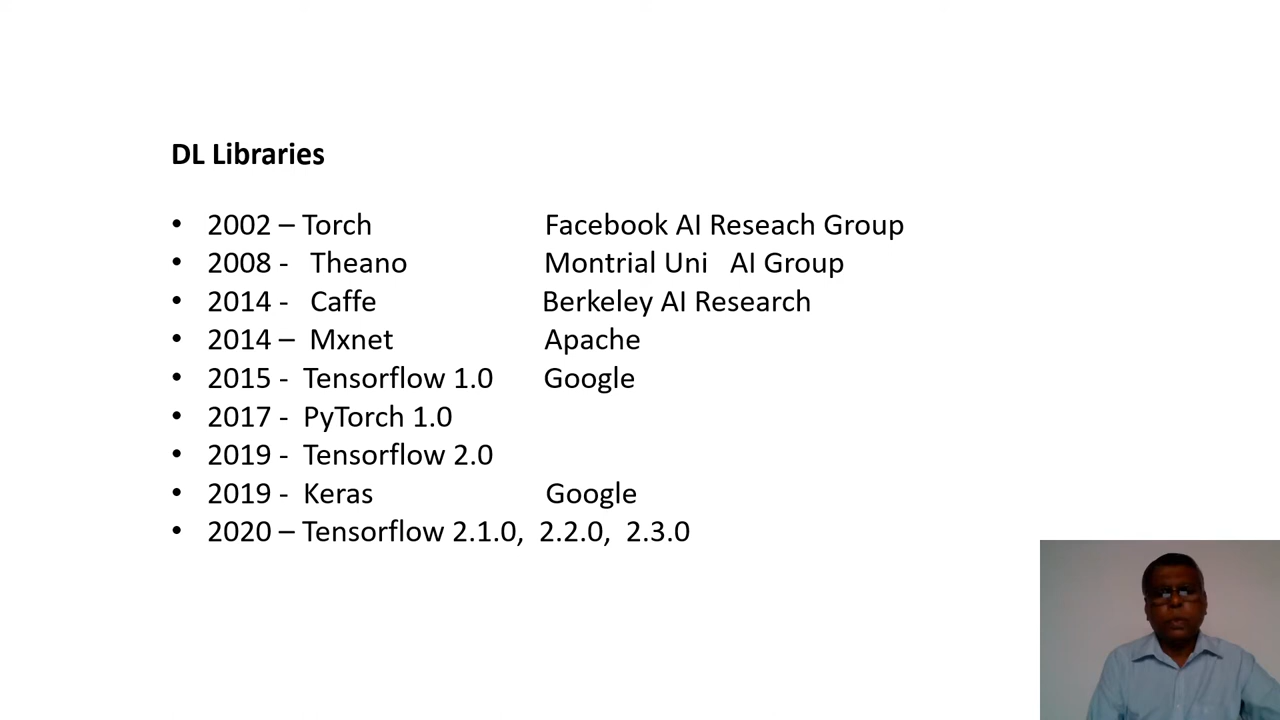 DL Libraries
• 2002 – Torch Facebook AI Reseach Group
• 2008 - Theano Montrial Uni AI Group
• 2014 - Caffe Berkeley AI Research
• 2014 – Mxnet Apache
• 2015 - Tensorflow 1.0 Google
• 2017 - PyTorch 1.0
• 2019 - Tensorflow 2.0
• 2019 - Keras Google
• 2020 – Tensorflow 2.1.0, 2.2.0, 2.3.0